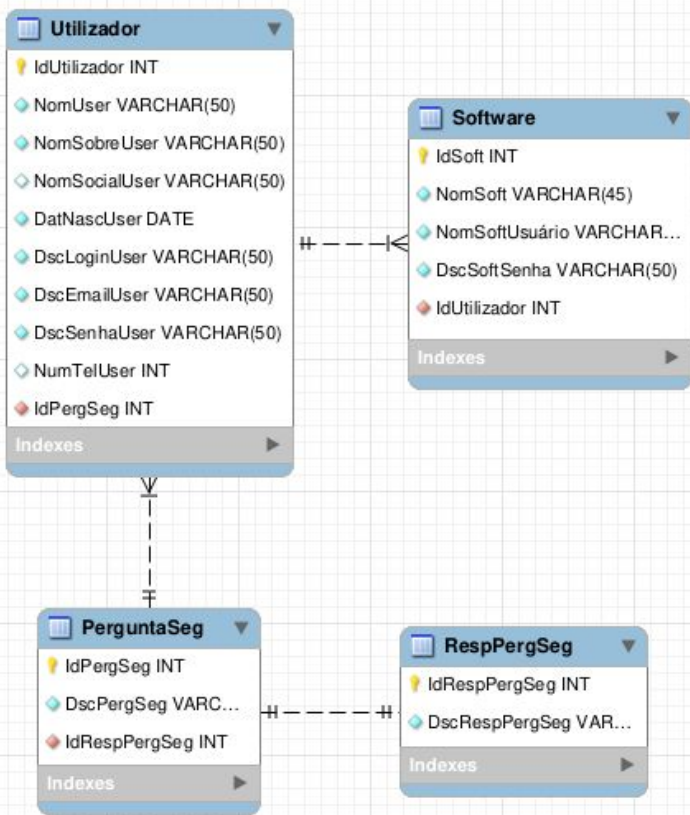 Utilizador
IdUtilizador INT
NomUser VARCHAR(50)
NomSobreUser VARCHAR(50)
NomSocialUser VARCHAR(50)
DatNascUser DATE
DscLoginUser VARCHAR(50)
DscEmailUser VARCHAR(50)
DscSenhaUser VARCHAR(50)
NumTelUser INT
IdPergSeg INT
Indexes
Software
IdSoft INT
NomSoft VARCHAR(45)
NomSoftUsuário VARCHAR...
DscSoftSenha VARCHAR(50)
IdUtilizador INT
Indexes
PerguntaSeg
IdPergSeg INT
DscPergSeg VARC...
IdRespPergSeg INT
Indexes
RespPergSeg
IdRespPergSeg INT
DscRespPergSeg VAR...
Indexes